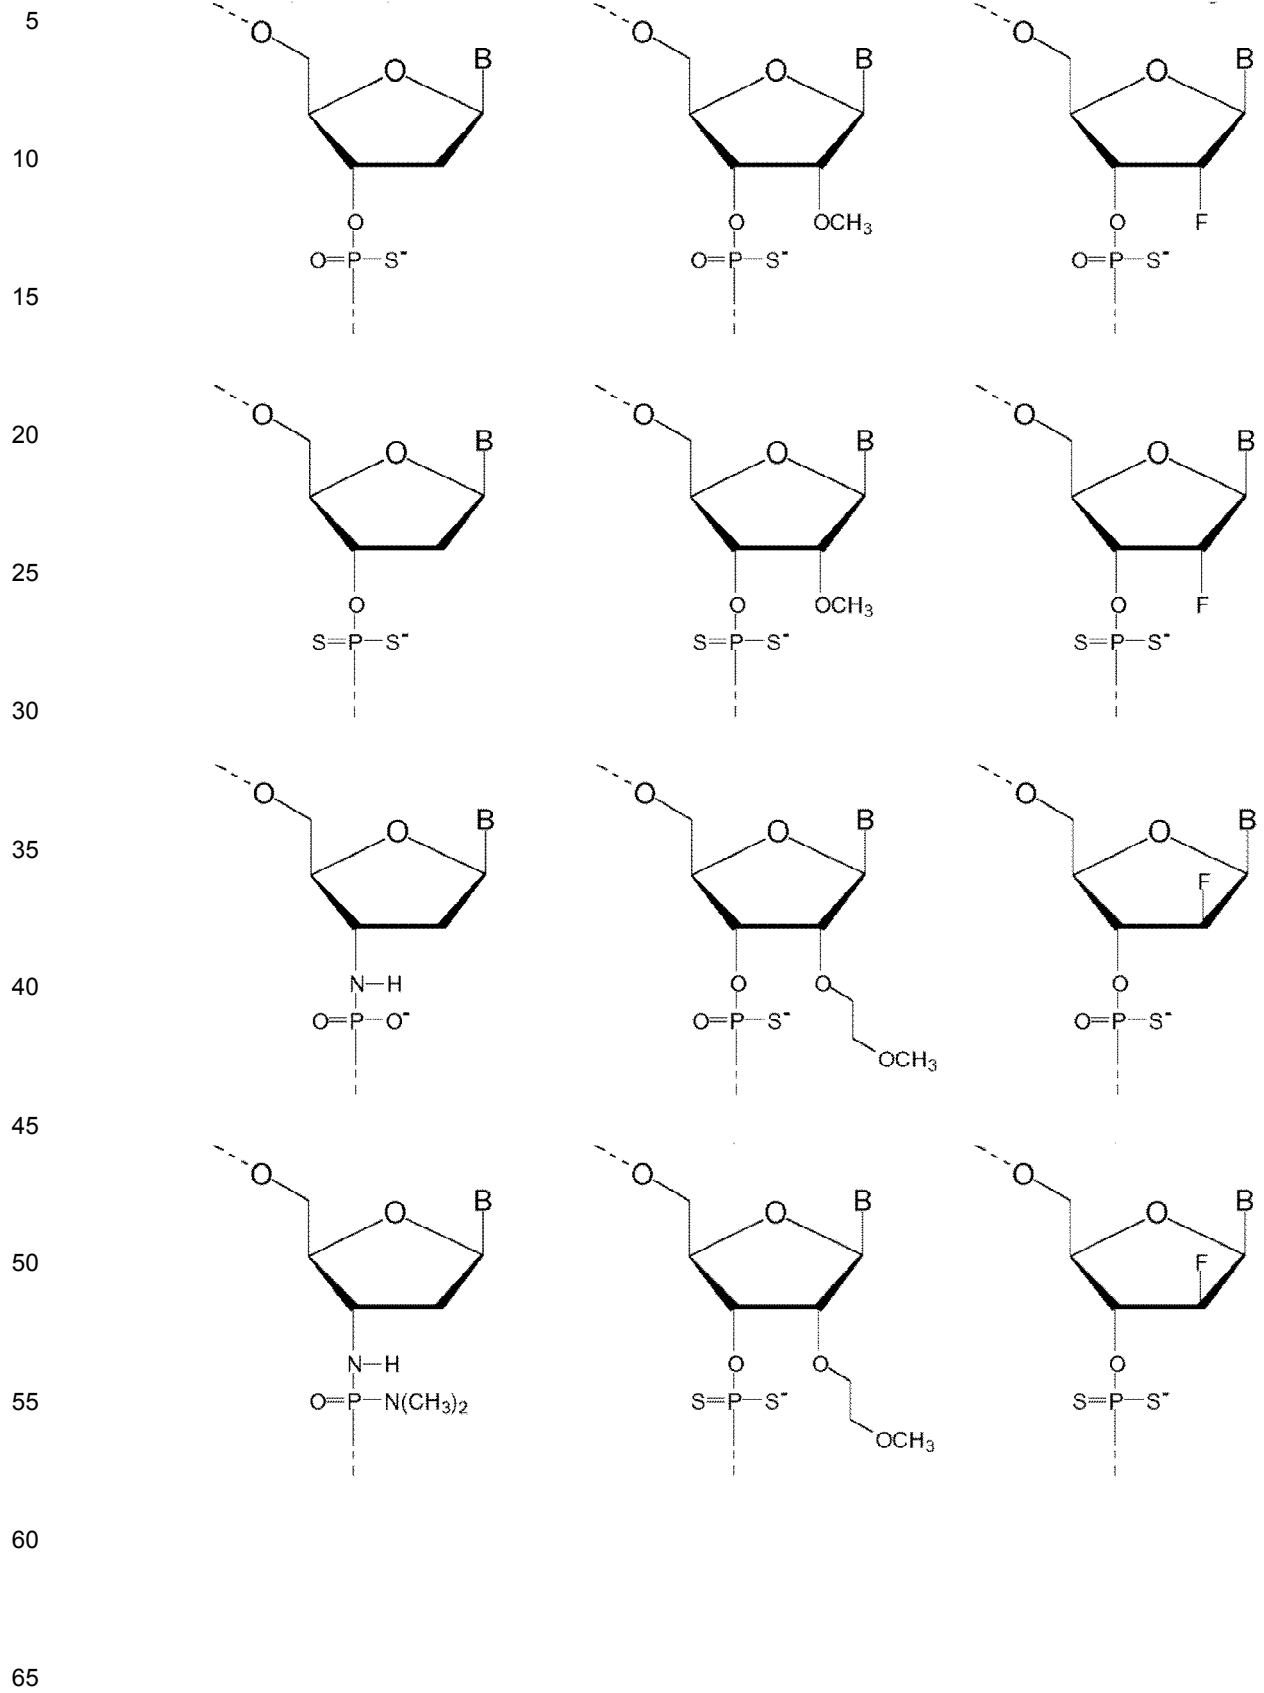 5
O O O
O B O B O B
10
O O OCH₃ O F
O=P—S⁻ O=P—S⁻ O=P—S⁻
15
O O O
20
O B O B O B
25
O O OCH₃ O F
S=P—S⁻ S=P—S⁻ S=P—S⁻
30
O O O
35
O B O B O B
F
40
N—H O O O
O=P—O⁻ O=P—S⁻ O=P—S⁻
OCH₃
45
O O O
O B O B O B
50
F
N—H O O O
55
O=P—N(CH₃)₂ S=P—S⁻ S=P—S⁻
OCH₃
60
65